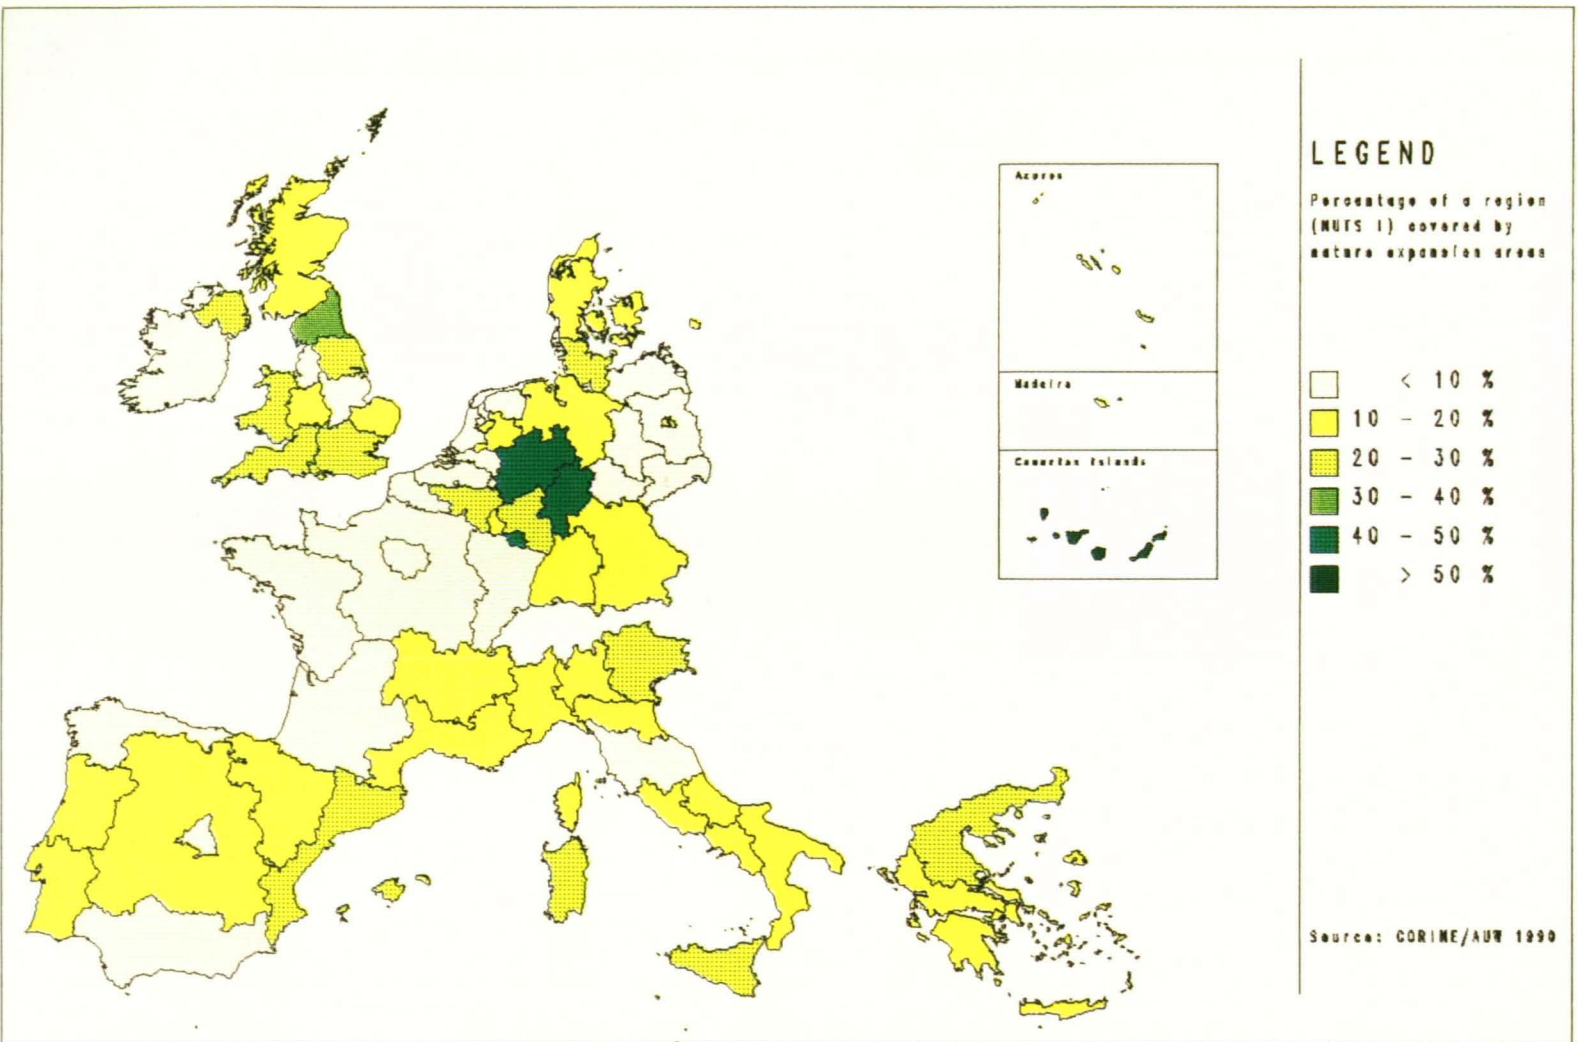 Azores
Madeira
Canarias Islands
LEGEND
Percentage of a region
(NUTS I) covered by
nature expansion areas
< 10 %
10 - 20 %
20 - 30 %
30 - 40 %
40 - 50 %
> 50 %
Source: CORINE/AUW 1990